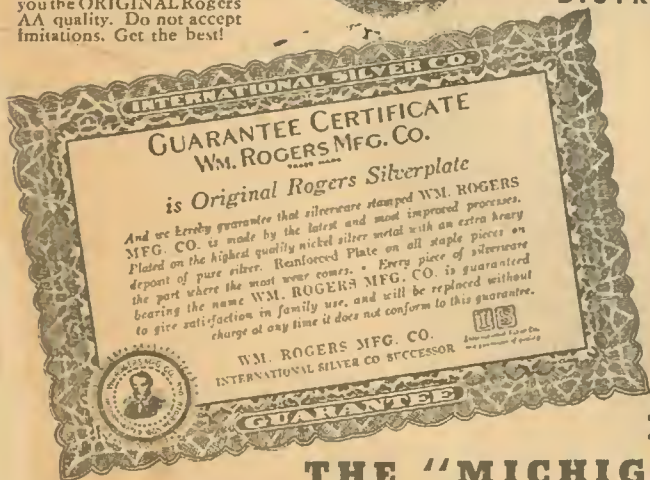 you the ORIGINAL Rogers
AA quality. Do not accept
imitations. Get the best!
INTERNATIONAL SILVER CO.
GUARANTEE CERTIFICATE
WM. ROGERS MFG. CO.
TRADE MARK
is Original Rogers Silverplate
And we hereby guarantee that silverware stamped WM. ROGERS
MFG. CO. is made by the latest and most improved processes.
Plated on the highest quality nickel silver metal with an extra heavy
deposit of pure silver. Reinforced Plate on all staple pieces on
the part where the most wear comes. • Every piece of silverware
bearing the name WM. ROGERS MFG. CO. is guaranteed
to give satisfaction in family use, and will be replaced without
charge at any time it does not conform to this guarantee.
WM. ROGERS MFG. CO.
INTERNATIONAL SILVER CO SUCCESSOR
IS
GUARANTEE
THE "MICHIG